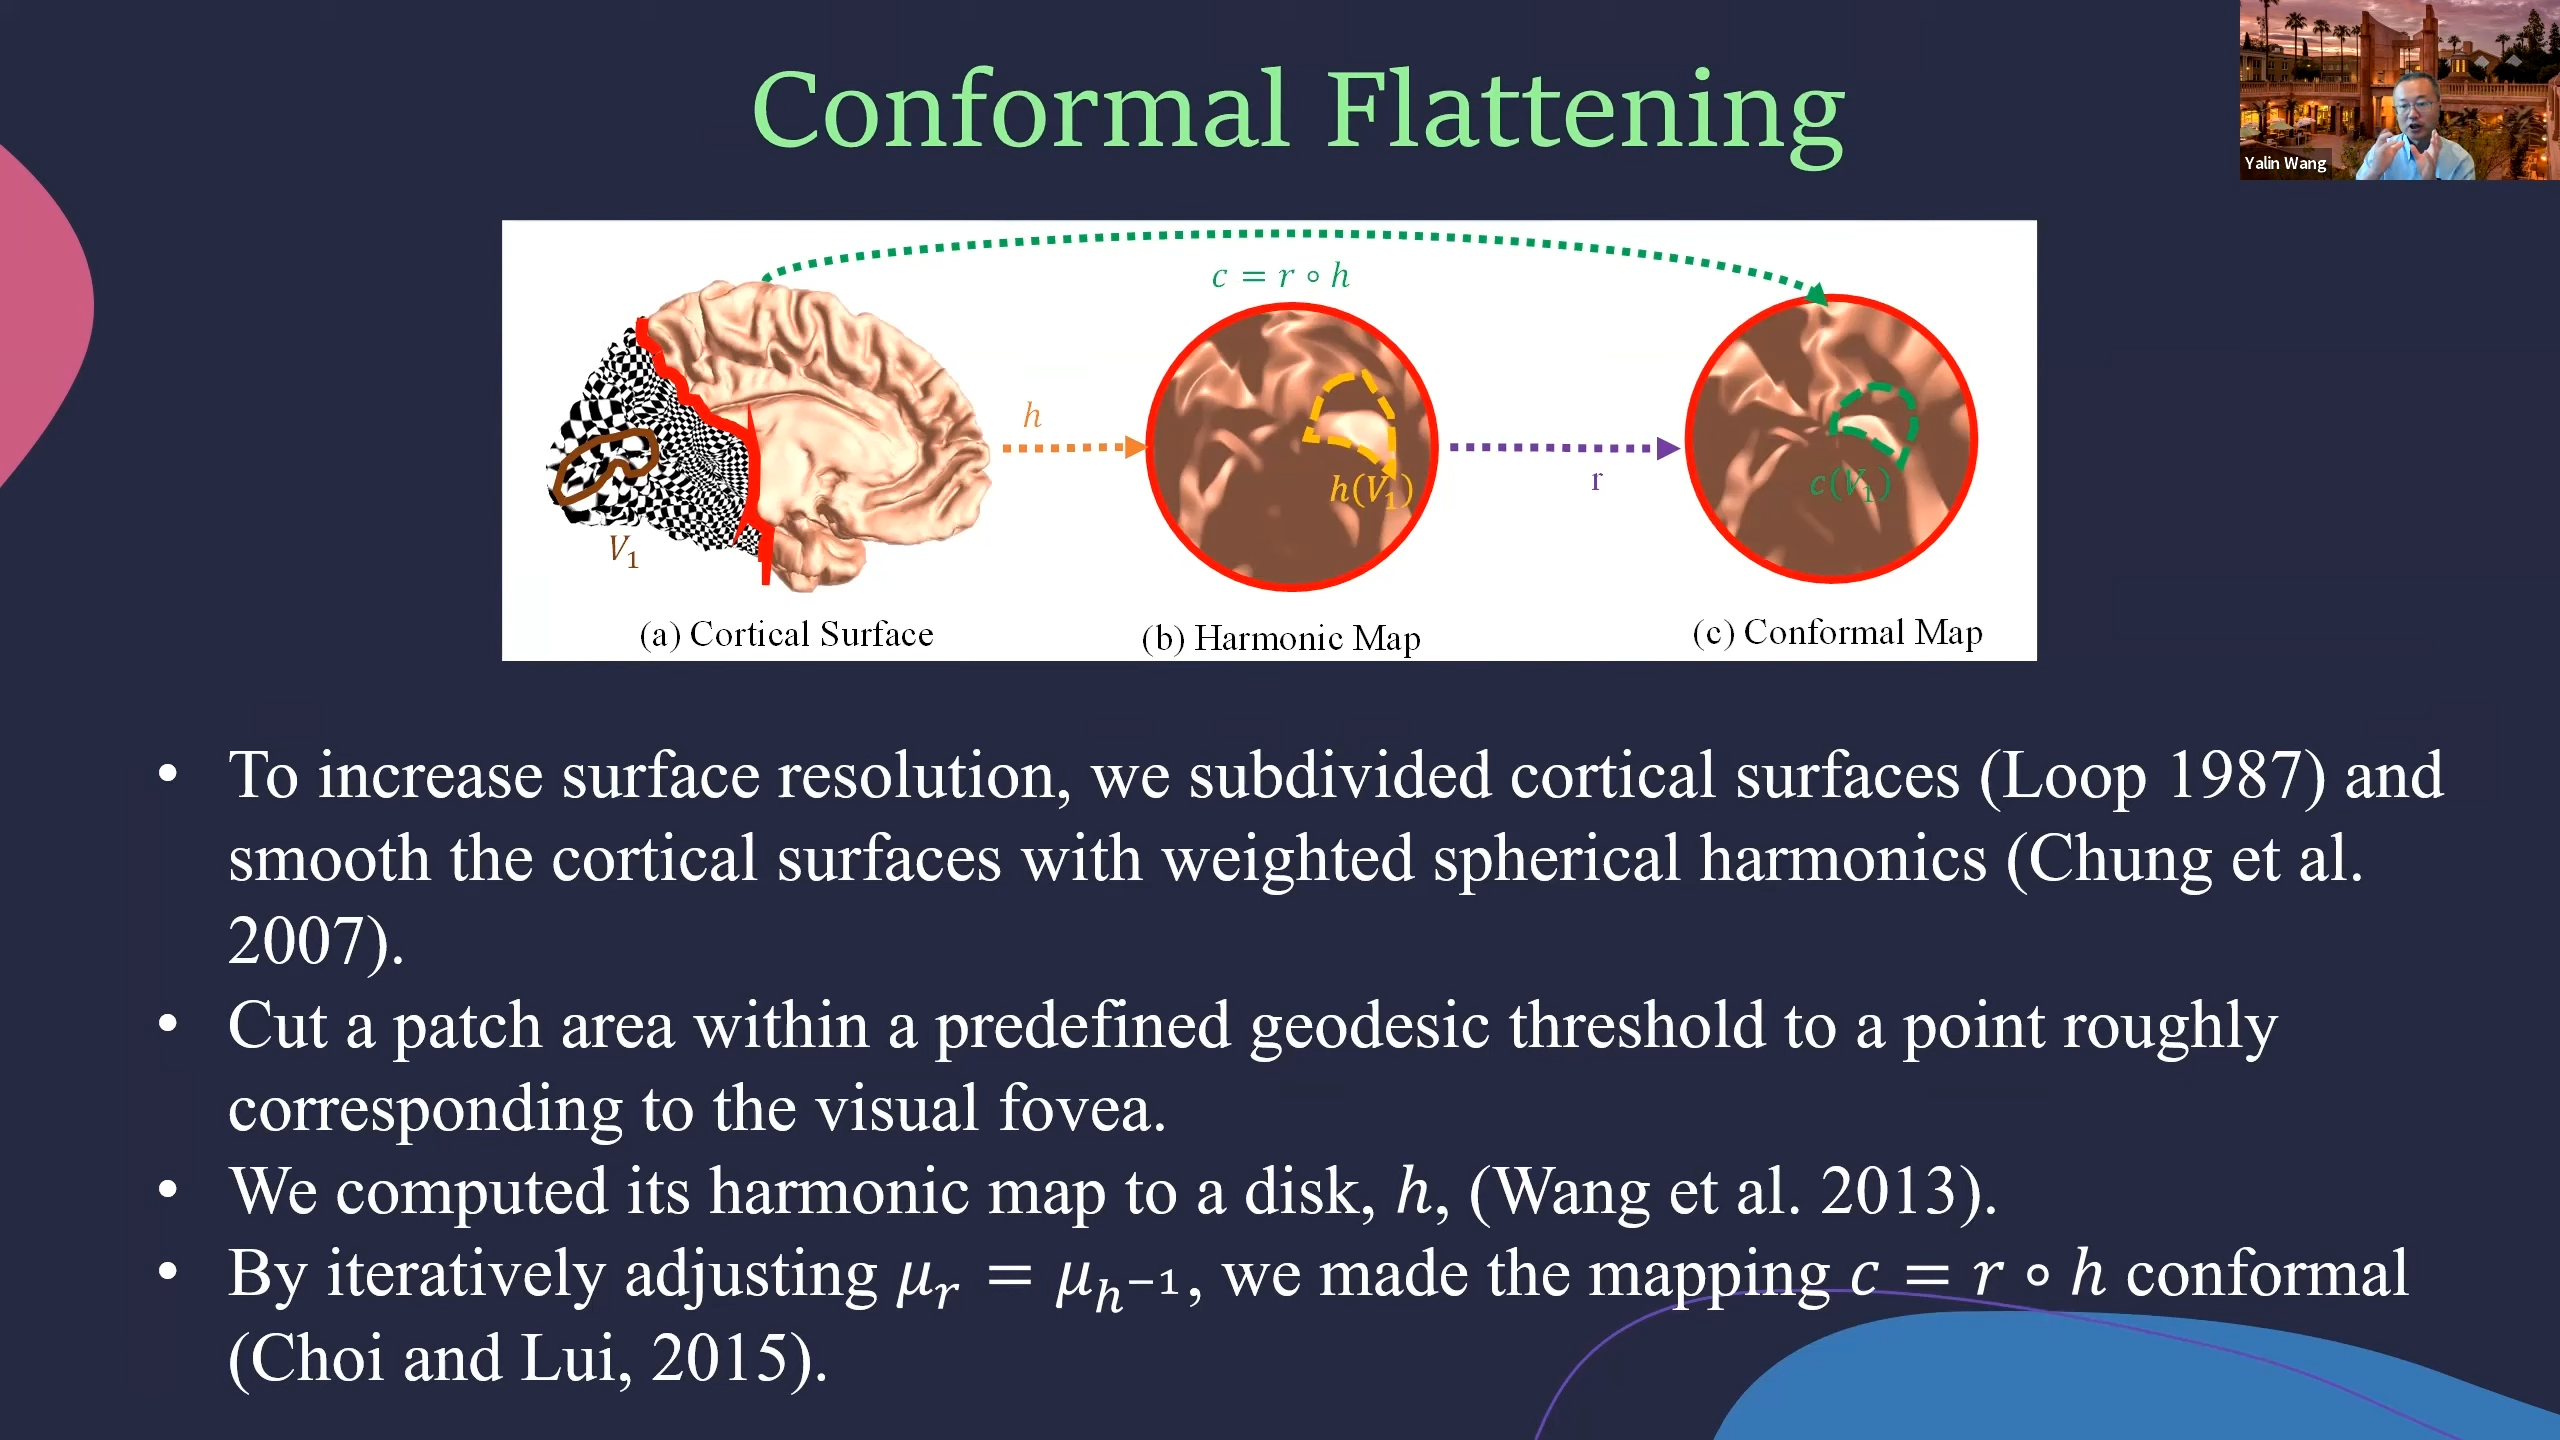 Conformal Flattening
Yalin Wang
c = r ∘ h
h
h(V₁)
r
c(V₁)
V₁
(a) Cortical Surface
(b) Harmonic Map
(c) Conformal Map
• To increase surface resolution, we subdivided cortical surfaces (Loop 1987) and
smooth the cortical surfaces with weighted spherical harmonics (Chung et al.
2007).
• Cut a patch area within a predefined geodesic threshold to a point roughly
corresponding to the visual fovea.
• We computed its harmonic map to a disk, h, (Wang et al. 2013).
• By iteratively adjusting μ_r = μ_{h⁻¹}, we made the mapping c = r ∘ h conformal
(Choi and Lui, 2015).